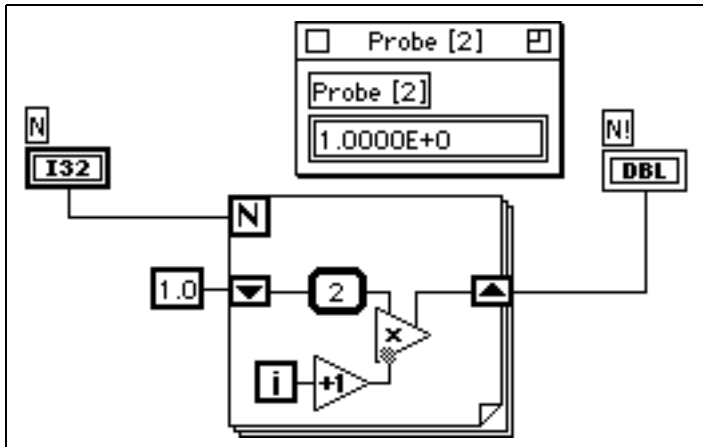 Probe [2]
Probe [2]
1.0000E+0
N
I32
N!
DBL
N
1.0
2
x
i
+1